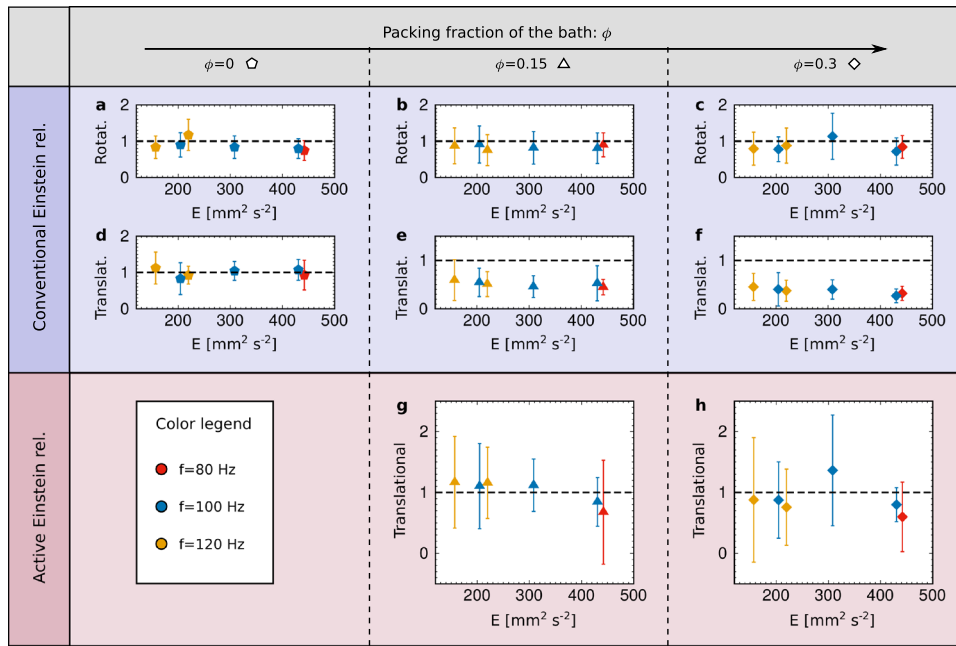 Packing fraction of the bath: ϕ
ϕ=0
ϕ=0.15
ϕ=0.3
Conventional Einstein rel.
a
2
1
0
Rotat.
200 300 400 500
E [mm² s⁻²]
b
2
1
0
Rotat.
200 300 400 500
E [mm² s⁻²]
c
2
1
0
Rotat.
200 300 400 500
E [mm² s⁻²]
d
2
1
0
Translat.
200 300 400 500
E [mm² s⁻²]
e
1
0
Translat.
200 300 400 500
E [mm² s⁻²]
f
1
0
Translat.
200 300 400 500
E [mm² s⁻²]
Active Einstein rel.
Color legend
f=80 Hz
f=100 Hz
f=120 Hz
g
2
1
0
Translational
200 300 400 500
E [mm² s⁻²]
h
2
1
0
Translational
200 300 400 500
E [mm² s⁻²]